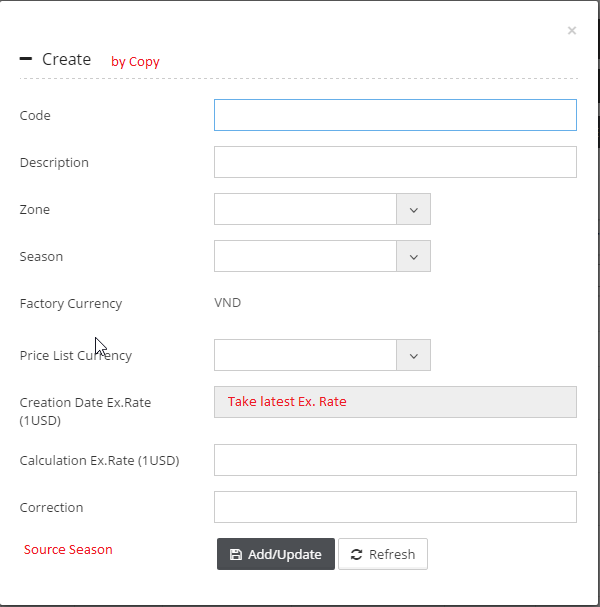 ×
Create by Copy
Code
Description
Zone
Season
Factory Currency VND
Price List Currency
Creation Date Ex.Rate Take latest Ex. Rate
(1USD)
Calculation Ex.Rate (1USD)
Correction
Source Season Add/Update Refresh